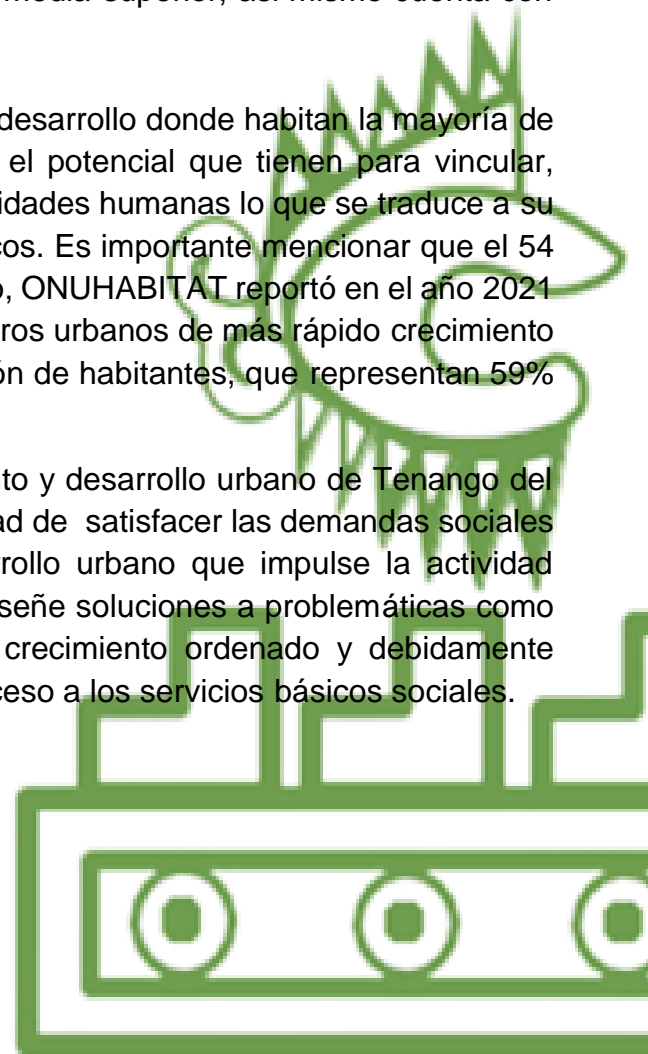 media superior, así mismo cuenta con
desarrollo donde habitan la mayoría de
el potencial que tienen para vincular,
idades humanas lo que se traduce a su
cos. Es importante mencionar que el 54
o, ONUHABITAT reportó en el año 2021
ros urbanos de más rápido crecimiento
ón de habitantes, que representan 59%
nto y desarrollo urbano de Tenango del
ad de satisfacer las demandas sociales
rollo urbano que impulse la actividad
señe soluciones a problemáticas como
crecimiento ordenado y debidamente
ceso a los servicios básicos sociales.